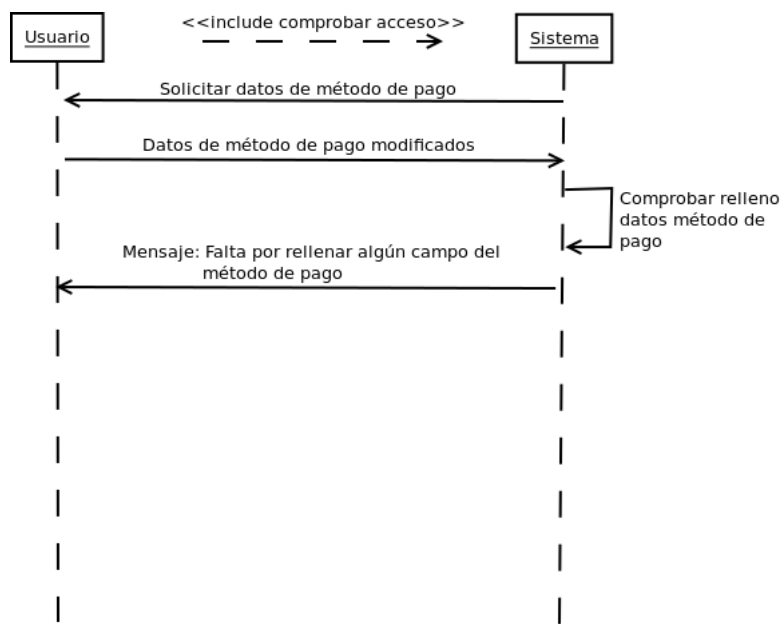 <<include comprobar acceso>>
Usuario
Sistema
Solicitar datos de método de pago
Datos de método de pago modificados
Comprobar relleno
datos método de
pago
Mensaje: Falta por rellenar algún campo del
método de pago